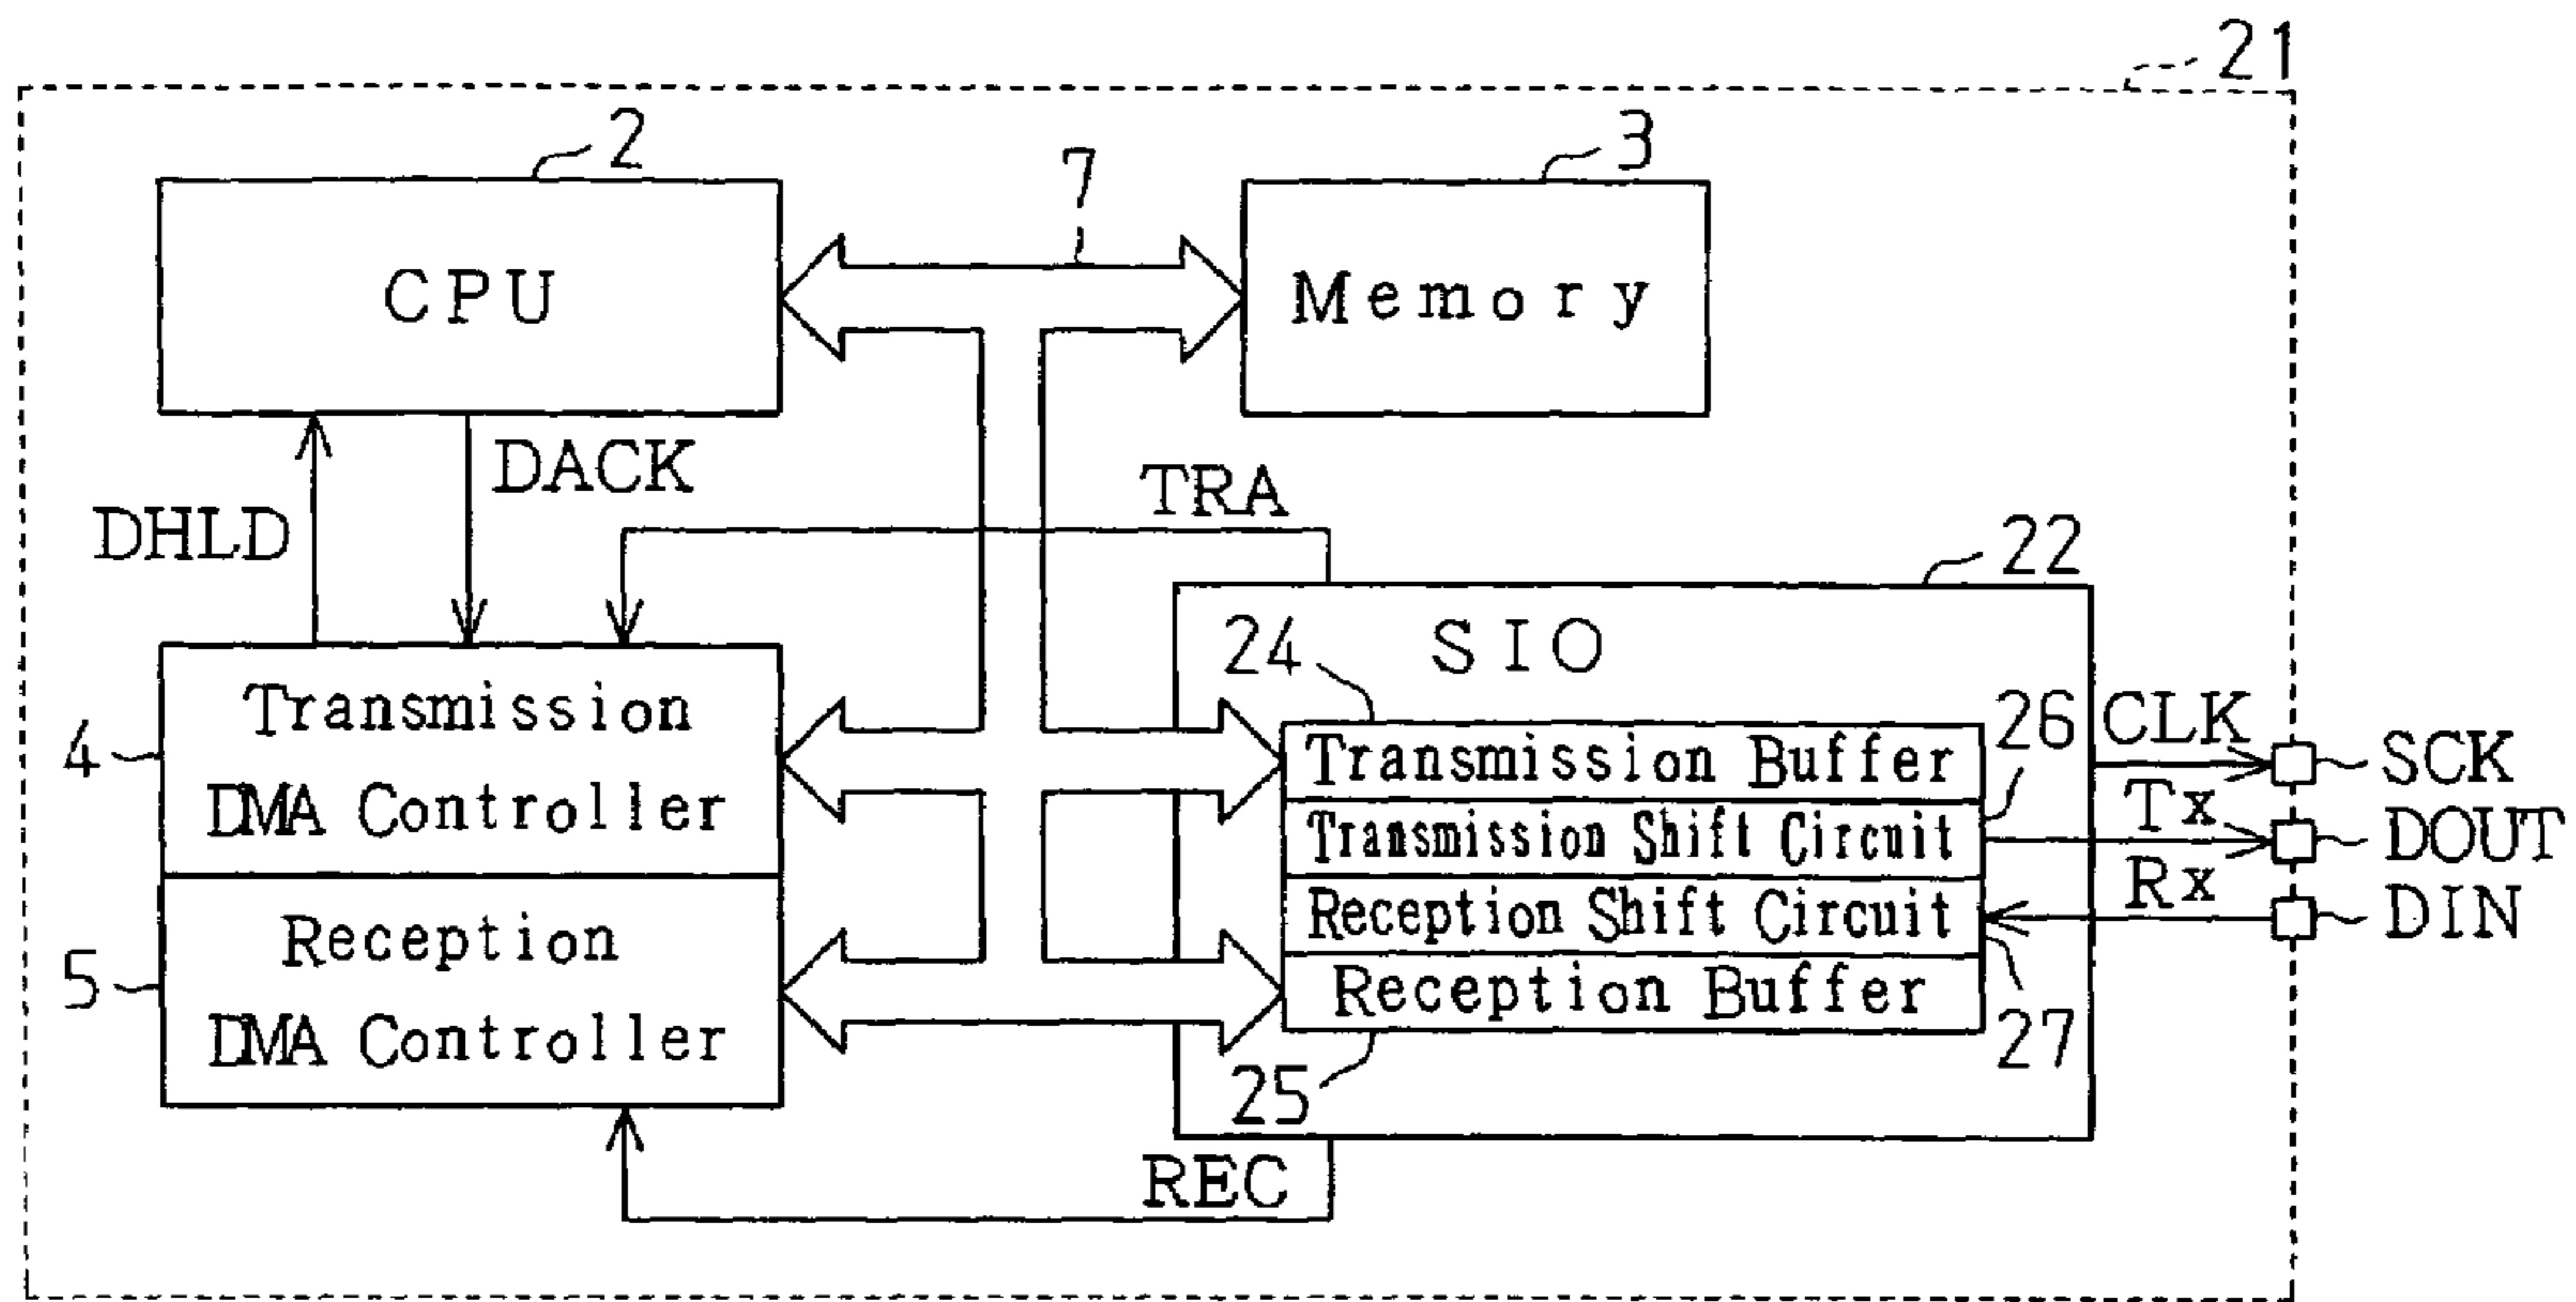 21
2
7
3
CPU
Memory
DACK
TRA
DHLD
22
SIO
24
26
Transmission
DMA Controller
4
Transmission Buffer
CLK
SCK
Transmission Shift Circuit
Tx
DOUT
Reception Shift Circuit
Rx
DIN
Reception
DMA Controller
5
Reception Buffer
27
25
REC